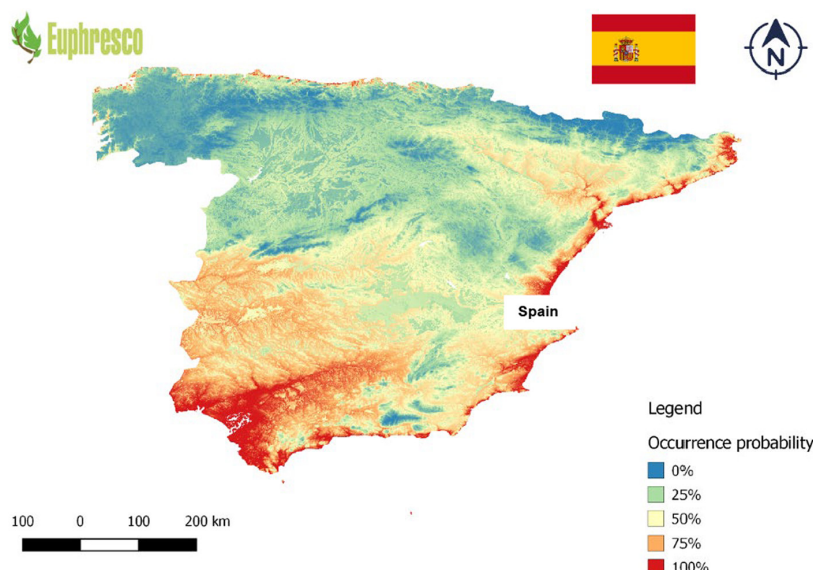 Euphresco
N
Spain
Legend
Occurrence probability
0%
25%
50%
75%
100%
100 0 100 200 km